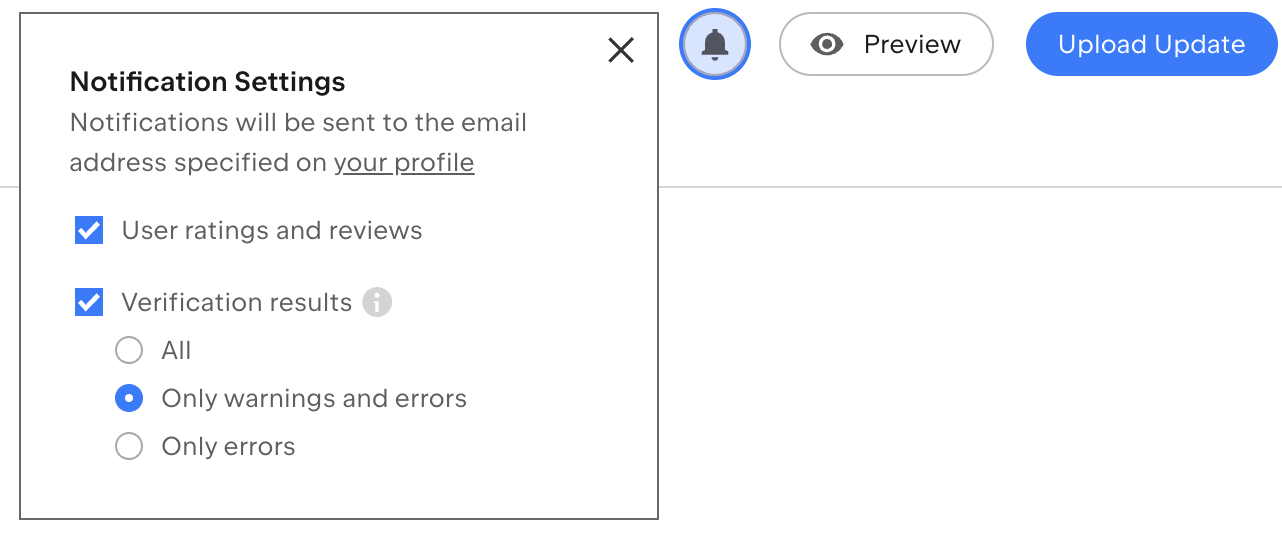 Notification Settings
Notifications will be sent to the email
address specified on your profile
User ratings and reviews
Verification results
All
Only warnings and errors
Only errors
Preview
Upload Update